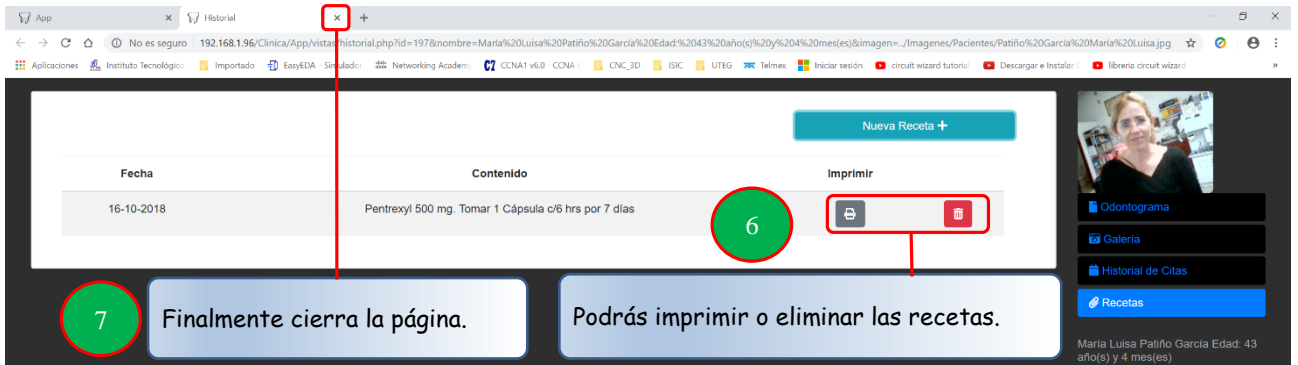 App
Historial
No es seguro 192.168.1.96/Clinica/App/vistas/historial.php?id=197&nombre=María%20Luisa%20Patiño%20García%20Edad:%2043%20año(s)%20y%204%20mes(es)&imagen=../Imagenes/Pacientes/Patiño%20García%20María%20Luisa.jpg
Aplicaciones Instituto Tecnológico Importado EasyEDA - Simulador Networking Academy CCNA1 v6.0 CCNA CNC_3D ISIC UTEG Telmex Iniciar sesión circuit wizard tutorial Descargar e Instalar libreria circuit wizard
Nueva Receta +
Fecha Contenido Imprimir
16-10-2018 Pentrexyl 500 mg. Tomar 1 Cápsula c/6 hrs por 7 días
6
Odontograma
Galería
Historial de Citas
Recetas
7
Finalmente cierra la página.
Podrás imprimir o eliminar las recetas.
María Luisa Patiño García Edad: 43
año(s) y 4 mes(es)